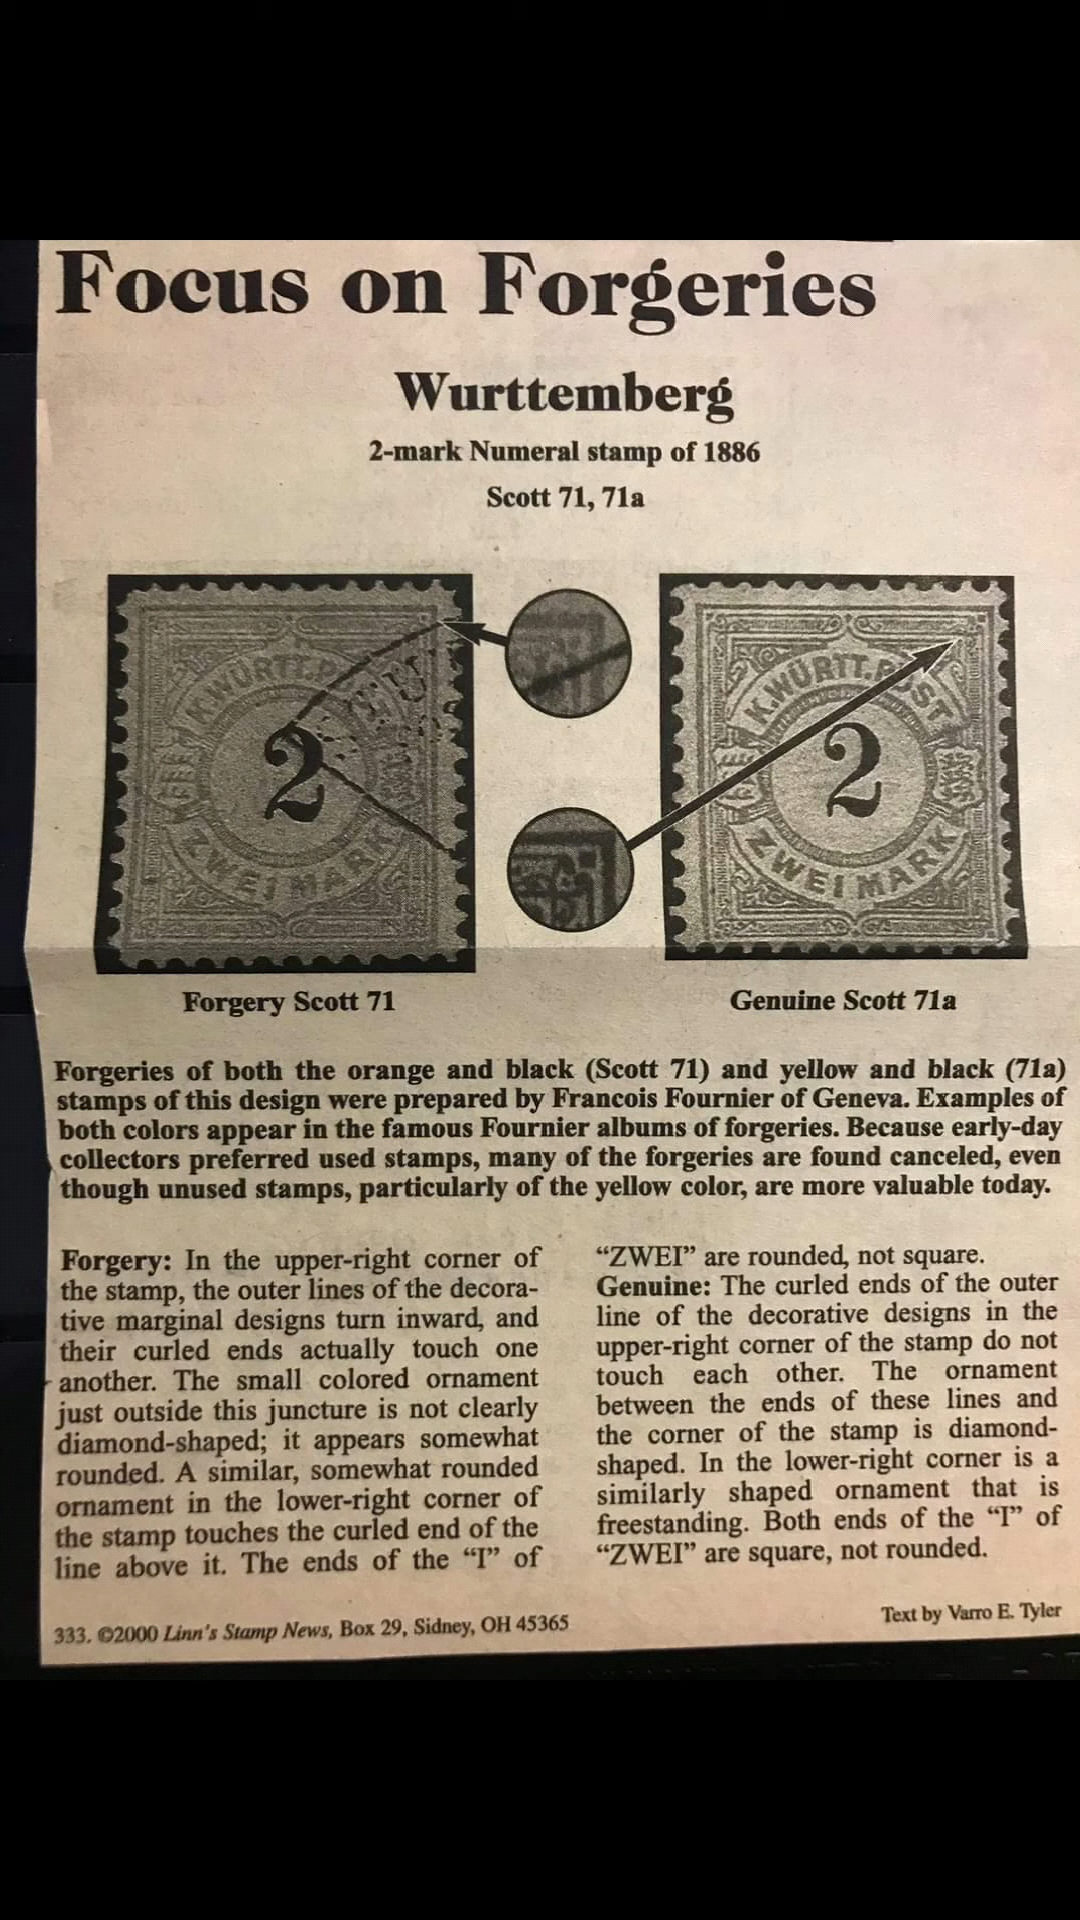 Focus on Forgeries
Wurttemberg
2-mark Numeral stamp of 1886
Scott 71, 71a
K.WÜRTT.PO
2
ZWEI MARK
K.WÜRTT.POST
2
ZWEI MARK
Forgery Scott 71
Genuine Scott 71a
Forgeries of both the orange and black (Scott 71) and yellow and black (71a)
stamps of this design were prepared by Francois Fournier of Geneva. Examples of
both colors appear in the famous Fournier albums of forgeries. Because early-day
collectors preferred used stamps, many of the forgeries are found canceled, even
though unused stamps, particularly of the yellow color, are more valuable today.
Forgery: In the upper-right corner of
the stamp, the outer lines of the decora-
tive marginal designs turn inward, and
their curled ends actually touch one
another. The small colored ornament
just outside this juncture is not clearly
diamond-shaped; it appears somewhat
rounded. A similar, somewhat rounded
ornament in the lower-right corner of
the stamp touches the curled end of the
line above it. The ends of the “I” of
“ZWEI” are rounded, not square.
Genuine: The curled ends of the outer
line of the decorative designs in the
upper-right corner of the stamp do not
touch each other. The ornament
between the ends of these lines and
the corner of the stamp is diamond-
shaped. In the lower-right corner is a
similarly shaped ornament that is
freestanding. Both ends of the “I” of
“ZWEI” are square, not rounded.
333. ©2000 Linn's Stamp News, Box 29, Sidney, OH 45365
Text by Varro E. Tyler